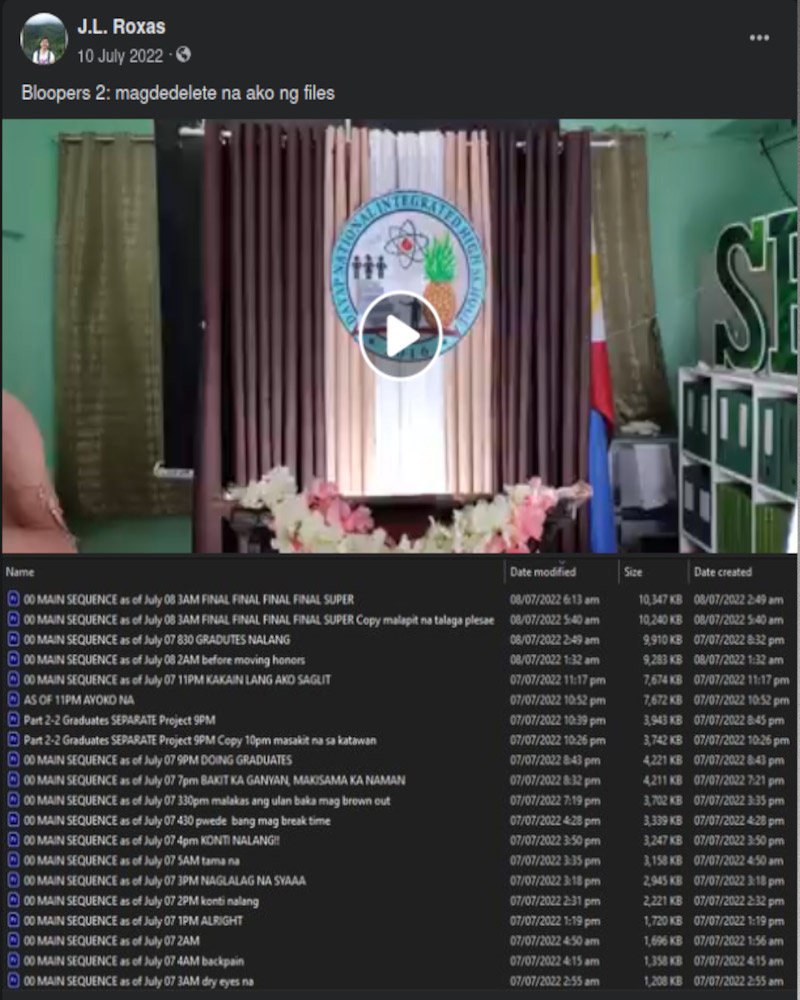 J.L. Roxas
10 July 2022
Bloopers 2: magdedelete na ako ng files
DAYAP NATIONAL INTEGRATED HIGH SCHOOL
2016
SE
Name Date modified Size Date created
00 MAIN SEQUENCE as of July 08 3AM FINAL FINAL FINAL FINAL SUPER 08/07/2022 6:13 am 10,347 KB 08/07/2022 2:49 am
00 MAIN SEQUENCE as of July 08 3AM FINAL FINAL FINAL FINAL SUPER Copy malapit na talaga plesae 08/07/2022 5:40 am 10,240 KB 08/07/2022 5:40 am
00 MAIN SEQUENCE as of July 07 830 GRADUTES NALANG 08/07/2022 2:49 am 9,910 KB 07/07/2022 8:32 pm
00 MAIN SEQUENCE as of July 08 2AM before moving honors 08/07/2022 1:32 am 9,283 KB 08/07/2022 1:32 am
00 MAIN SEQUENCE as of July 07 11PM KAKAIN LANG AKO SAGLIT 07/07/2022 11:17 pm 7,674 KB 07/07/2022 11:17 pm
AS OF 11PM AYOKO NA 07/07/2022 10:52 pm 7,672 KB 07/07/2022 10:52 pm
Part 2-2 Graduates SEPARATE Project 9PM 07/07/2022 10:39 pm 3,943 KB 07/07/2022 8:45 pm
Part 2-2 Graduates SEPARATE Project 9PM Copy 10pm masakit na sa katawan 07/07/2022 10:26 pm 3,742 KB 07/07/2022 10:26 pm
00 MAIN SEQUENCE as of July 07 9PM DOING GRADUATES 07/07/2022 8:43 pm 4,221 KB 07/07/2022 8:43 pm
00 MAIN SEQUENCE as of July 07 7pm BAKIT KA GANYAN, MAKISAMA KA NAMAN 07/07/2022 8:32 pm 4,211 KB 07/07/2022 7:21 pm
00 MAIN SEQUENCE as of July 07 330pm malakas ang ulan baka mag brown out 07/07/2022 7:19 pm 3,702 KB 07/07/2022 3:35 pm
00 MAIN SEQUENCE as of July 07 430 pwede bang mag break time 07/07/2022 4:28 pm 3,339 KB 07/07/2022 4:28 pm
00 MAIN SEQUENCE as of July 07 4pm KONTI NALANG!! 07/07/2022 3:50 pm 3,247 KB 07/07/2022 3:50 pm
00 MAIN SEQUENCE as of July 07 5AM tama na 07/07/2022 3:35 pm 3,158 KB 07/07/2022 4:50 am
00 MAIN SEQUENCE as of July 07 3PM NAGLALAG NA SYAAA 07/07/2022 3:18 pm 2,945 KB 07/07/2022 3:18 pm
00 MAIN SEQUENCE as of July 07 2PM konti nalang 07/07/2022 2:31 pm 2,221 KB 07/07/2022 2:32 pm
00 MAIN SEQUENCE as of July 07 1PM ALRIGHT 07/07/2022 1:19 pm 1,720 KB 07/07/2022 1:19 pm
00 MAIN SEQUENCE as of July 07 2AM 07/07/2022 4:50 am 1,696 KB 07/07/2022 1:56 am
00 MAIN SEQUENCE as of July 07 4AM backpain 07/07/2022 4:15 am 1,358 KB 07/07/2022 4:15 am
00 MAIN SEQUENCE as of July 07 3AM dry eyes na 07/07/2022 2:55 am 1,208 KB 07/07/2022 2:55 am